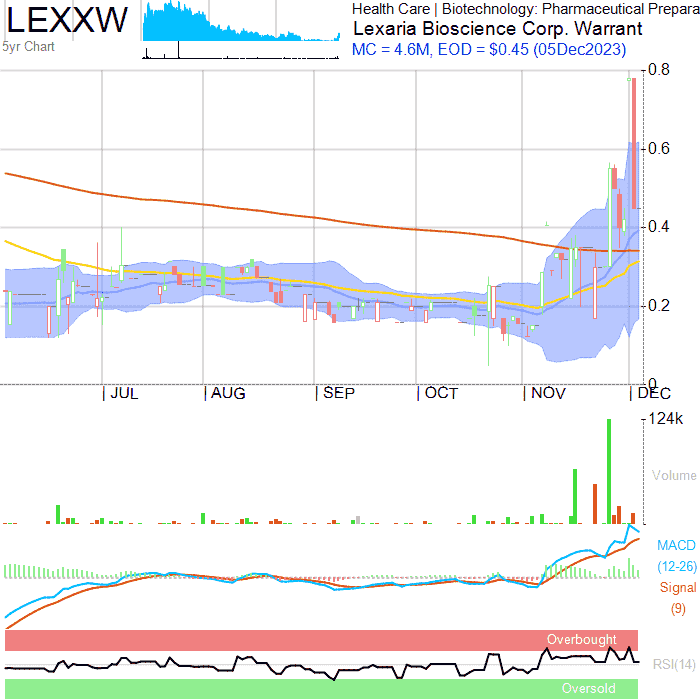 LEXXW
5yr Chart
Health Care | Biotechnology: Pharmaceutical Prepara
Lexaria Bioscience Corp. Warrant
MC = 4.6M, EOD = $0.45 (05Dec2023)
0.8
0.6
0.4
0.2
0
JUL AUG SEP OCT NOV DEC
124k
Volume
MACD
(12-26)
Signal
(9)
Overbought
RSI(14)
Oversold